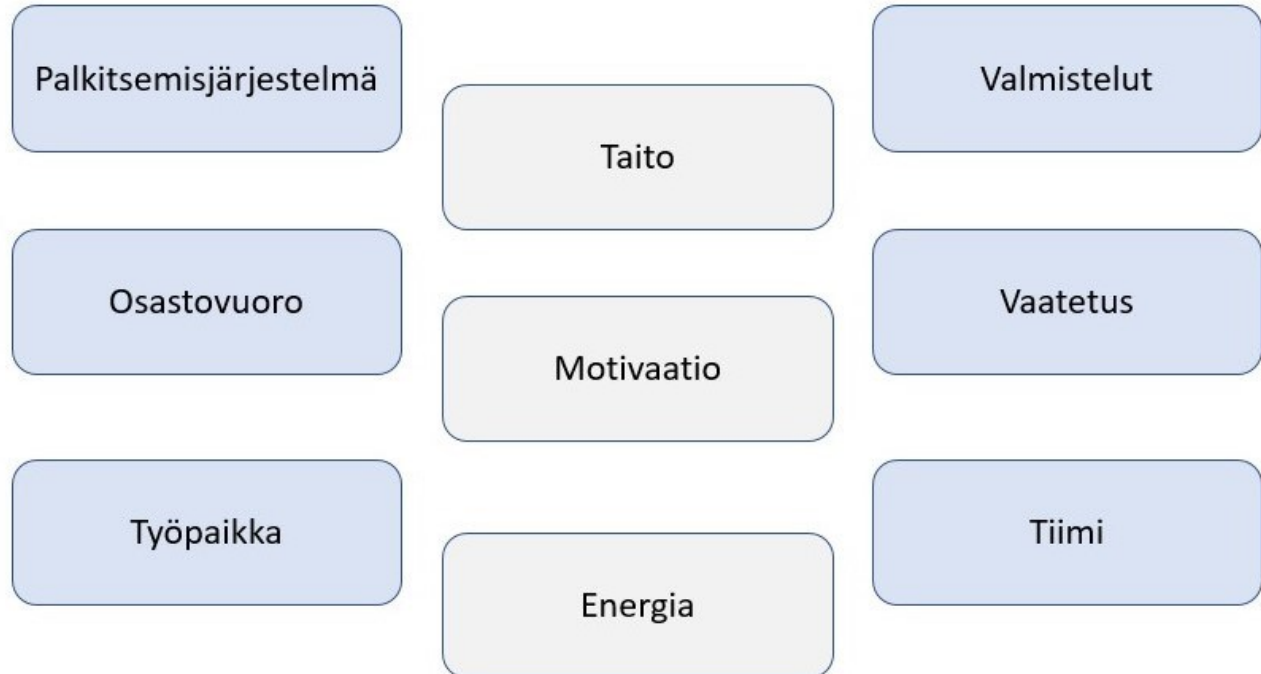 Palkitsemisjärjestelmä
Valmistelut
Taito
Osastovuoro
Vaatetus
Motivaatio
Työpaikka
Tiimi
Energia